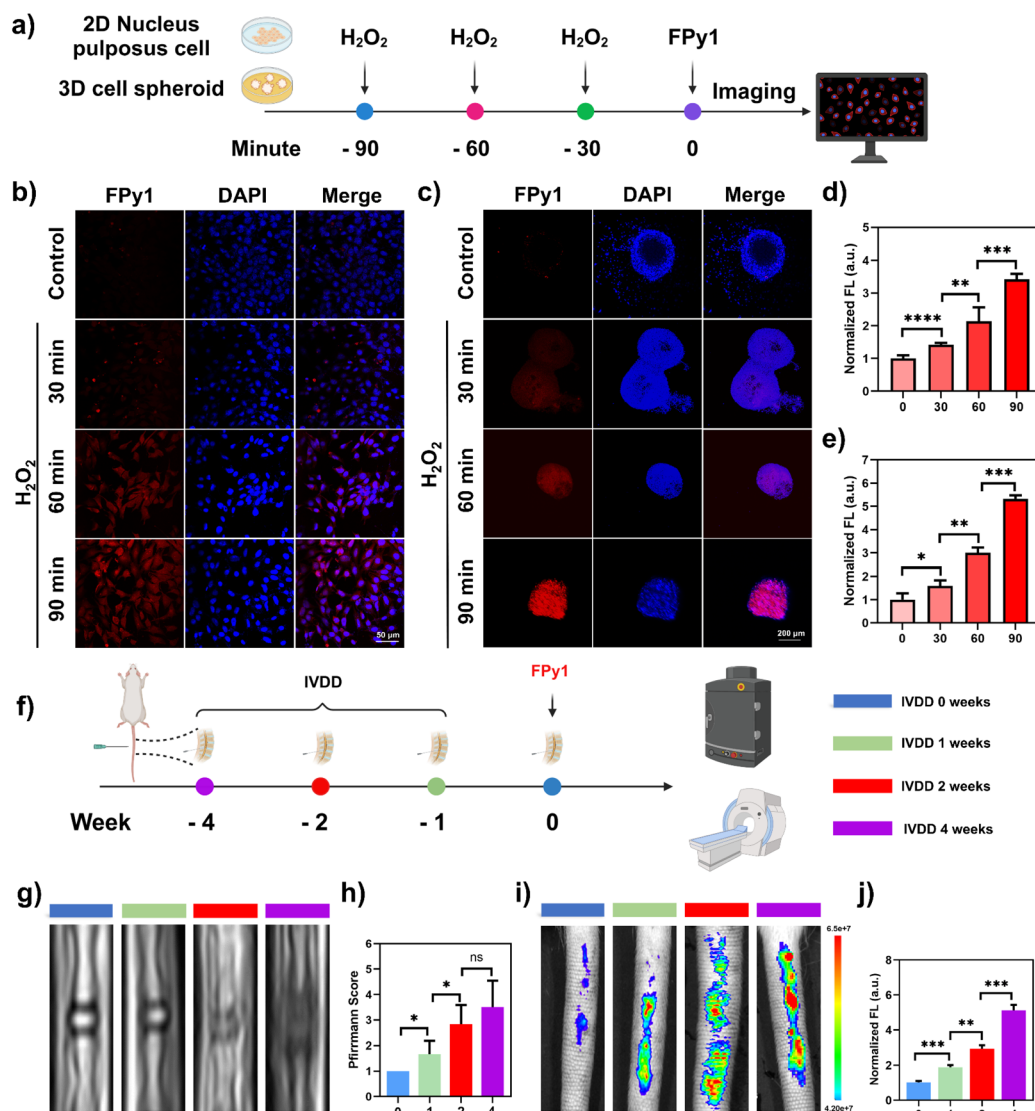 a)
2D Nucleus
pulposus cell
3D cell spheroid
H₂O₂ H₂O₂ H₂O₂ FPy1
Imaging
Minute - 90 - 60 - 30 0
b) FPy1 DAPI Merge
Control
30 min
60 min
90 min
H₂O₂
50 μm
c) FPy1 DAPI Merge
Control
30 min
60 min
90 min
H₂O₂
200 μm
d)
Normalized FL (a.u.)
5
4
3
2
1
0
**** ** ***
0 30 60 90
e)
Normalized FL (a.u.)
7
6
5
4
3
2
1
0
* ** ***
0 30 60 90
f)
IVDD
FPy1
Week - 4 - 2 - 1 0
IVDD 0 weeks
IVDD 1 weeks
IVDD 2 weeks
IVDD 4 weeks
g)
h)
Pfirrmann Score
6
5
4
3
2
1
0
* * ns
0 1 2 4
i)
6.5e+7
4.20e+7
j)
Normalized FL (a.u.)
8
6
4
2
0
*** ** ***